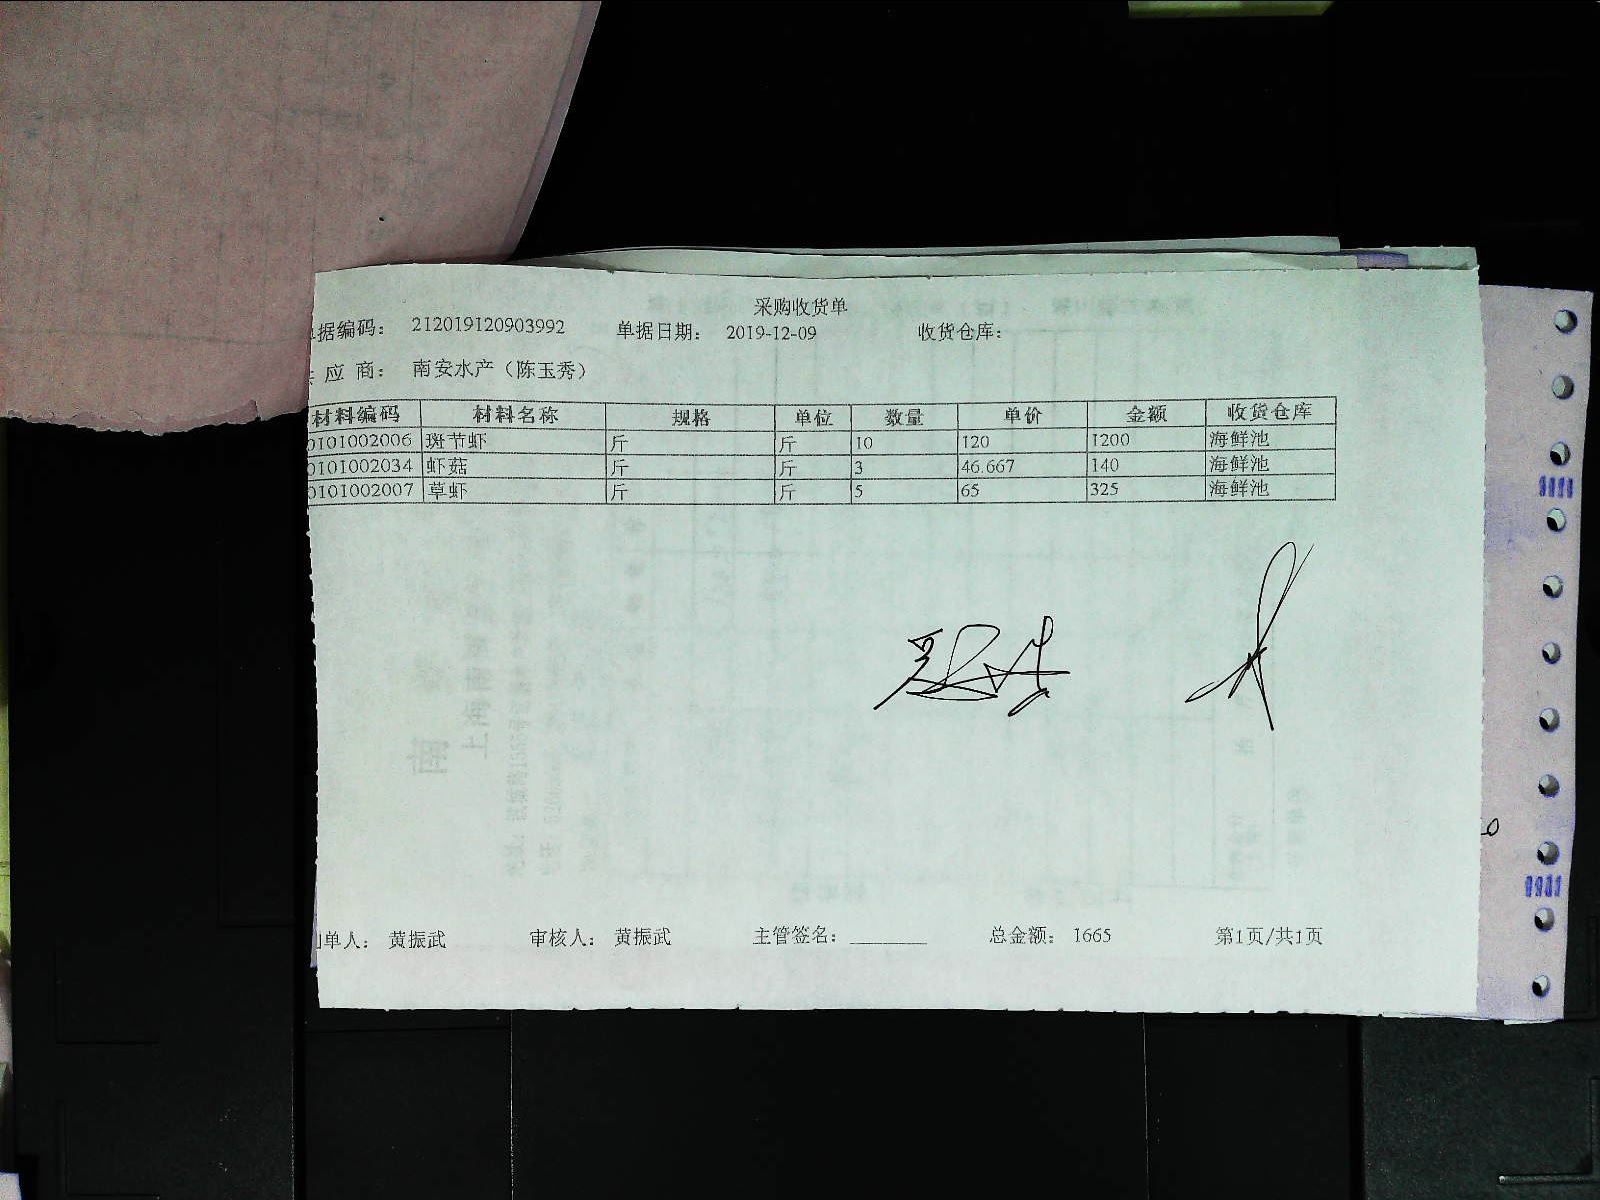 采购收货单
单据编码： 212019120903992 单据日期： 2019-12-09 收货仓库：
应 商： 南安水产（陈玉秀）
材料编码 材料名称 规格 单位 数量 单价 金额 收货仓库
0101002006 斑节虾 斤 斤 10 120 1200 海鲜池
0101002034 虾菇 斤 斤 3 46.667 140 海鲜池
0101002007 草虾 斤 斤 5 65 325 海鲜池
单人： 黄振武 审核人： 黄振武 主管签名：________ 总金额： 1665 第1页/共1页